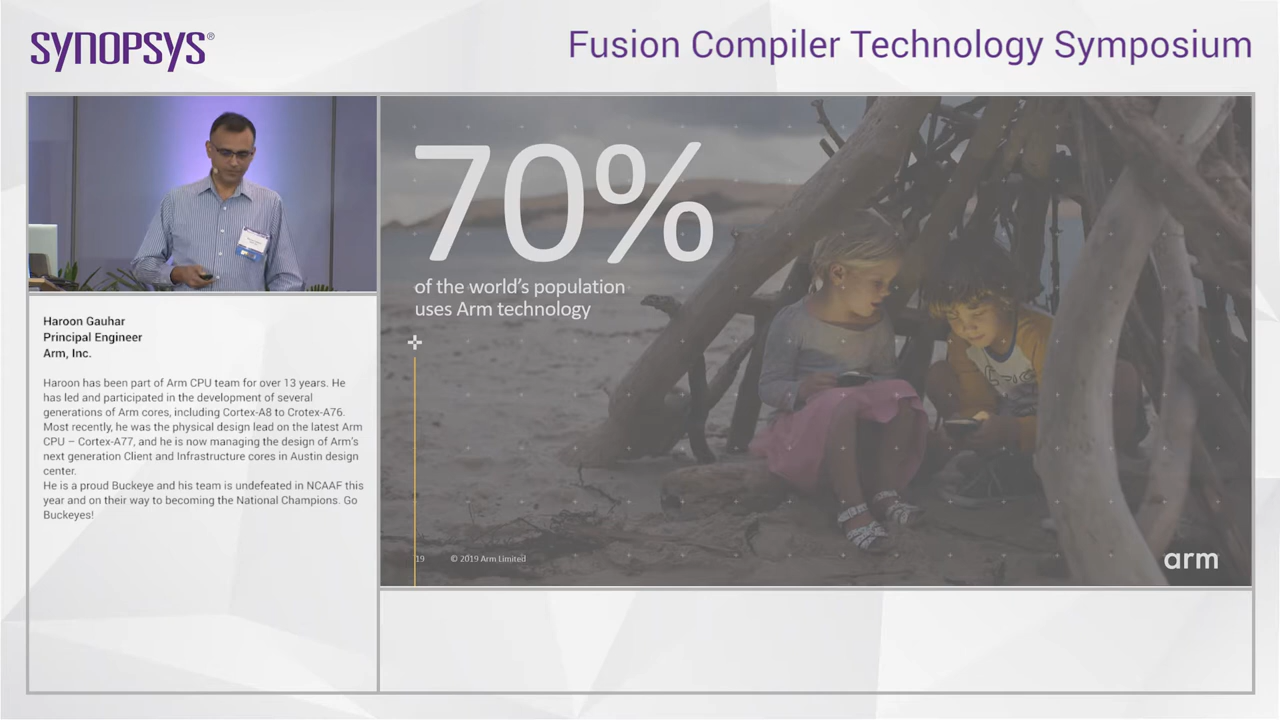 SYNOPSYS®
Fusion Compiler Technology Symposium
70%
of the world's population
uses Arm technology
19 © 2019 Arm Limited
arm
Haroon Gauhar
Principal Engineer
Arm, Inc.
Haroon has been part of Arm CPU team for over 13 years. He
has led and participated in the development of several
generations of Arm cores, including Cortex-A8 to Crotex-A76.
Most recently, he was the physical design lead on the latest Arm
CPU – Cortex-A77, and he is now managing the design of Arm's
next generation Client and Infrastructure cores in Austin design
center.
He is a proud Buckeye and his team is undefeated in NCAAF this
year and on their way to becoming the National Champions. Go
Buckeyes!